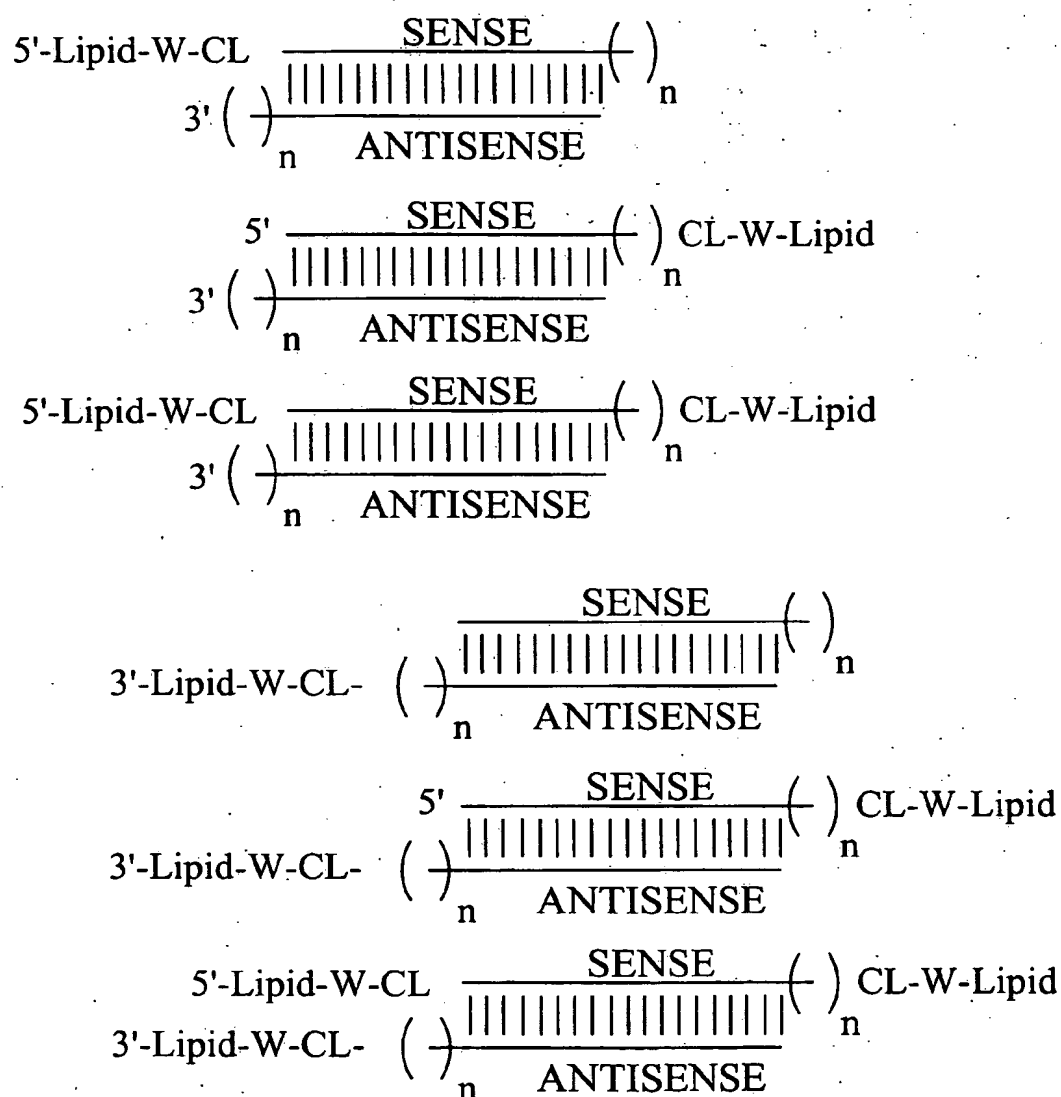 5'-Lipid-W-CL SENSE ( ) n
3' ( ) n ANTISENSE
5' SENSE ( ) n CL-W-Lipid
3' ( ) n ANTISENSE
5'-Lipid-W-CL SENSE ( ) n CL-W-Lipid
3' ( ) n ANTISENSE
SENSE ( ) n
3'-Lipid-W-CL- ( ) n ANTISENSE
5' SENSE ( ) n CL-W-Lipid
3'-Lipid-W-CL- ( ) n ANTISENSE
5'-Lipid-W-CL SENSE ( ) n CL-W-Lipid
3'-Lipid-W-CL- ( ) n ANTISENSE